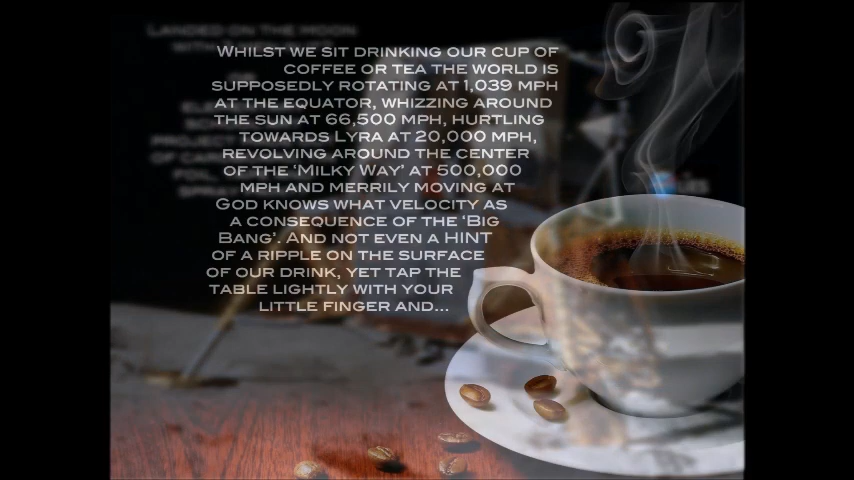 LANDED ON THE MOON
WHILST WE SIT DRINKING OUR CUP OF
COFFEE OR TEA THE WORLD IS
SUPPOSEDLY ROTATING AT 1,039 MPH
AT THE EQUATOR, WHIZZING AROUND
THE SUN AT 66,500 MPH, HURTLING
TOWARDS LYRA AT 20,000 MPH,
REVOLVING AROUND THE CENTER
OF THE ‘MILKY WAY’ AT 500,000
MPH AND MERRILY MOVING AT
GOD KNOWS WHAT VELOCITY AS
A CONSEQUENCE OF THE ‘BIG
BANG’. AND NOT EVEN A HINT
OF A RIPPLE ON THE SURFACE
OF OUR DRINK, YET TAP THE
TABLE LIGHTLY WITH YOUR
LITTLE FINGER AND...